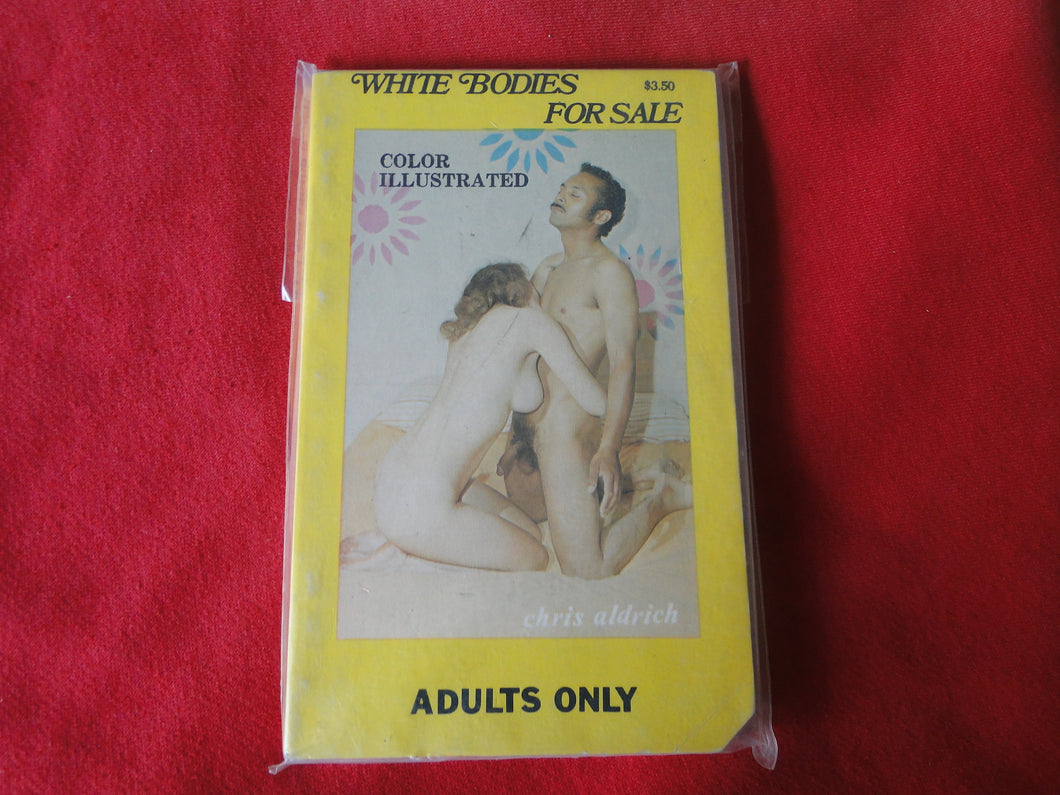 WHITE BODIES $3.50
FOR SALE
COLOR
ILLUSTRATED
chris aldrich
ADULTS ONLY